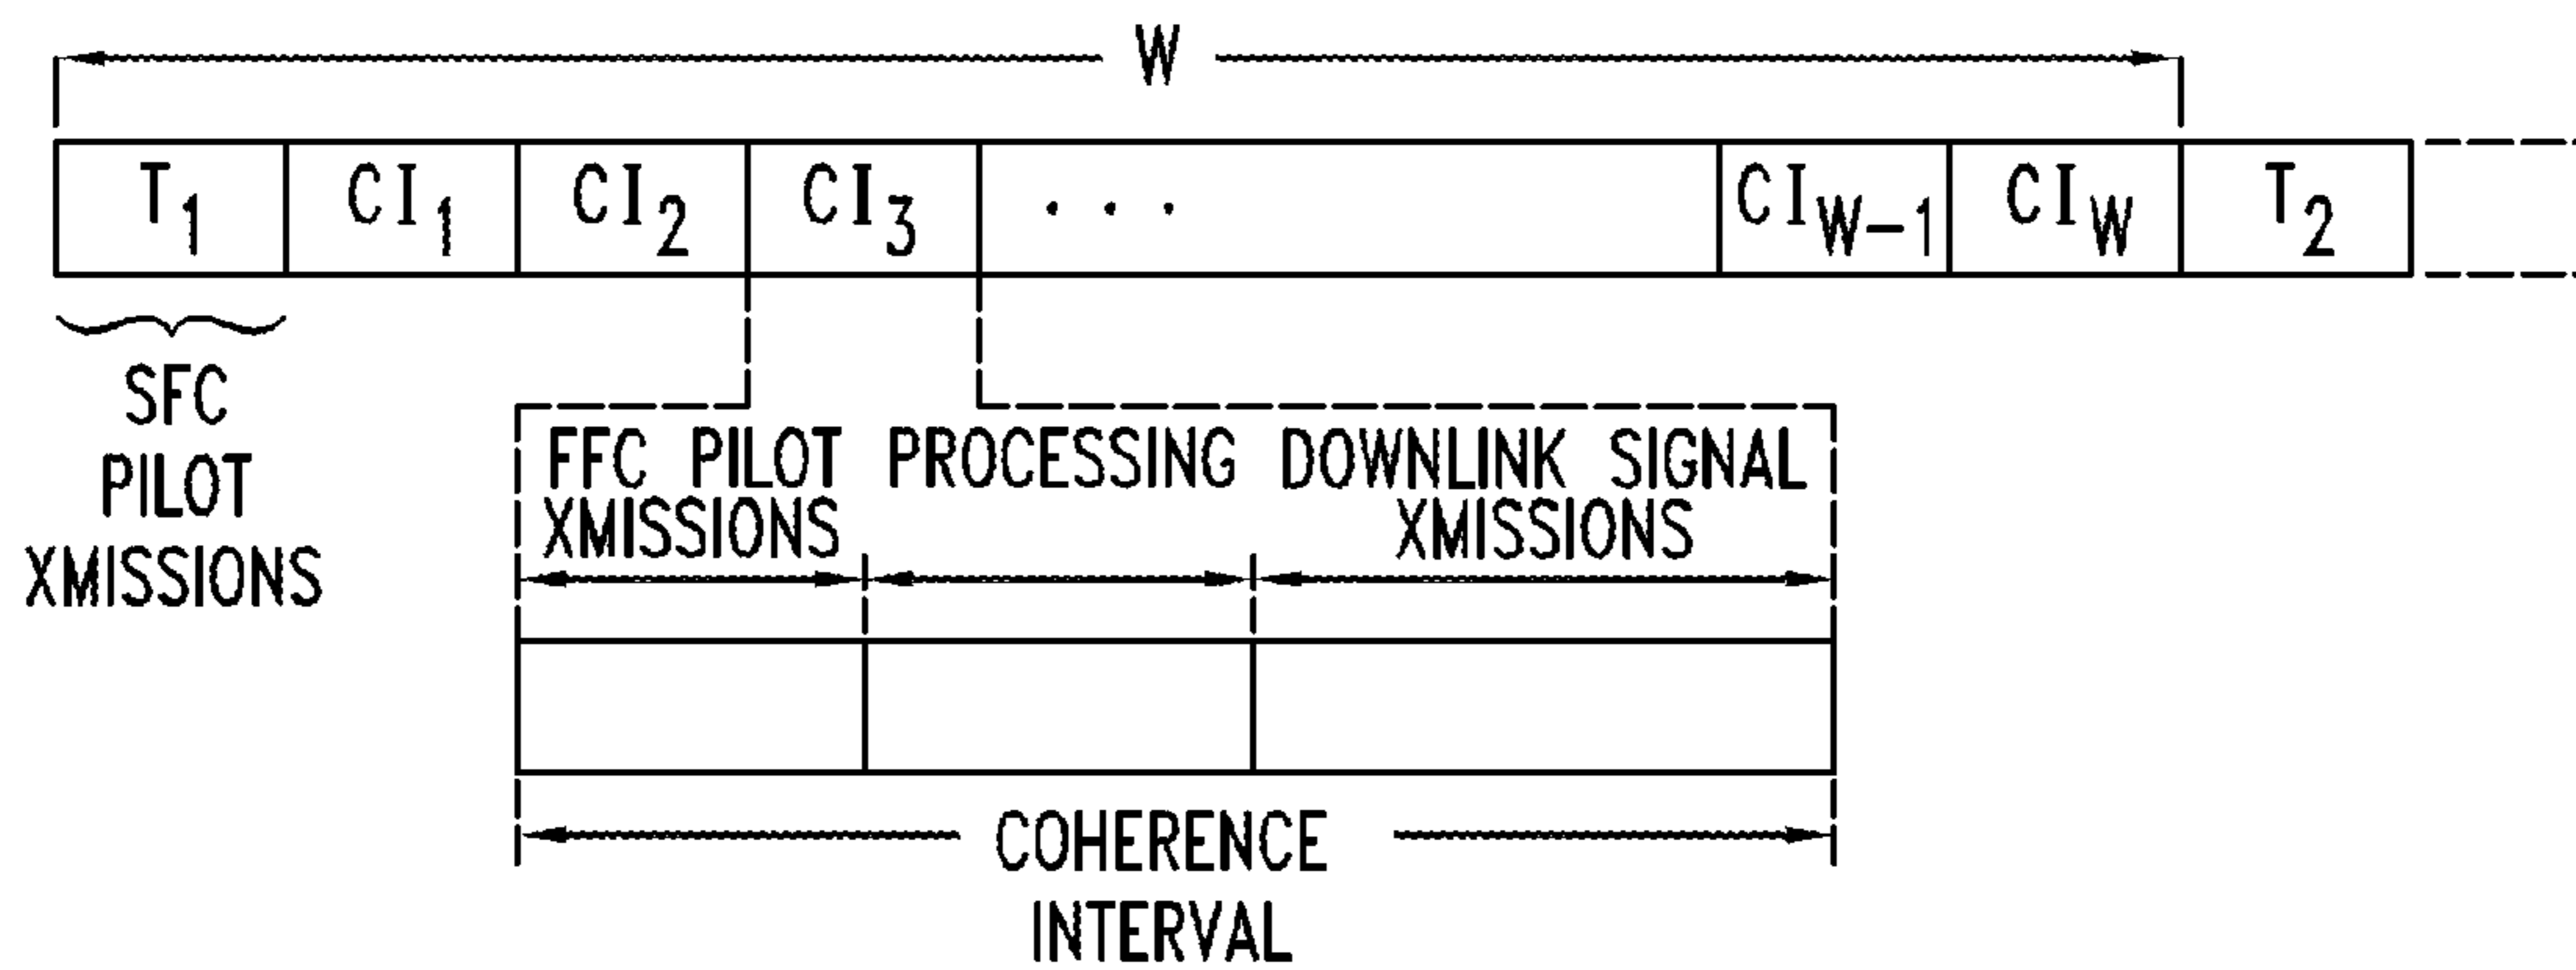 W
T1 CI1 CI2 CI3 ... CIW-1 CIW T2
SFC
PILOT
XMISSIONS
FFC PILOT PROCESSING DOWNLINK SIGNAL
XMISSIONS XMISSIONS
COHERENCE
INTERVAL